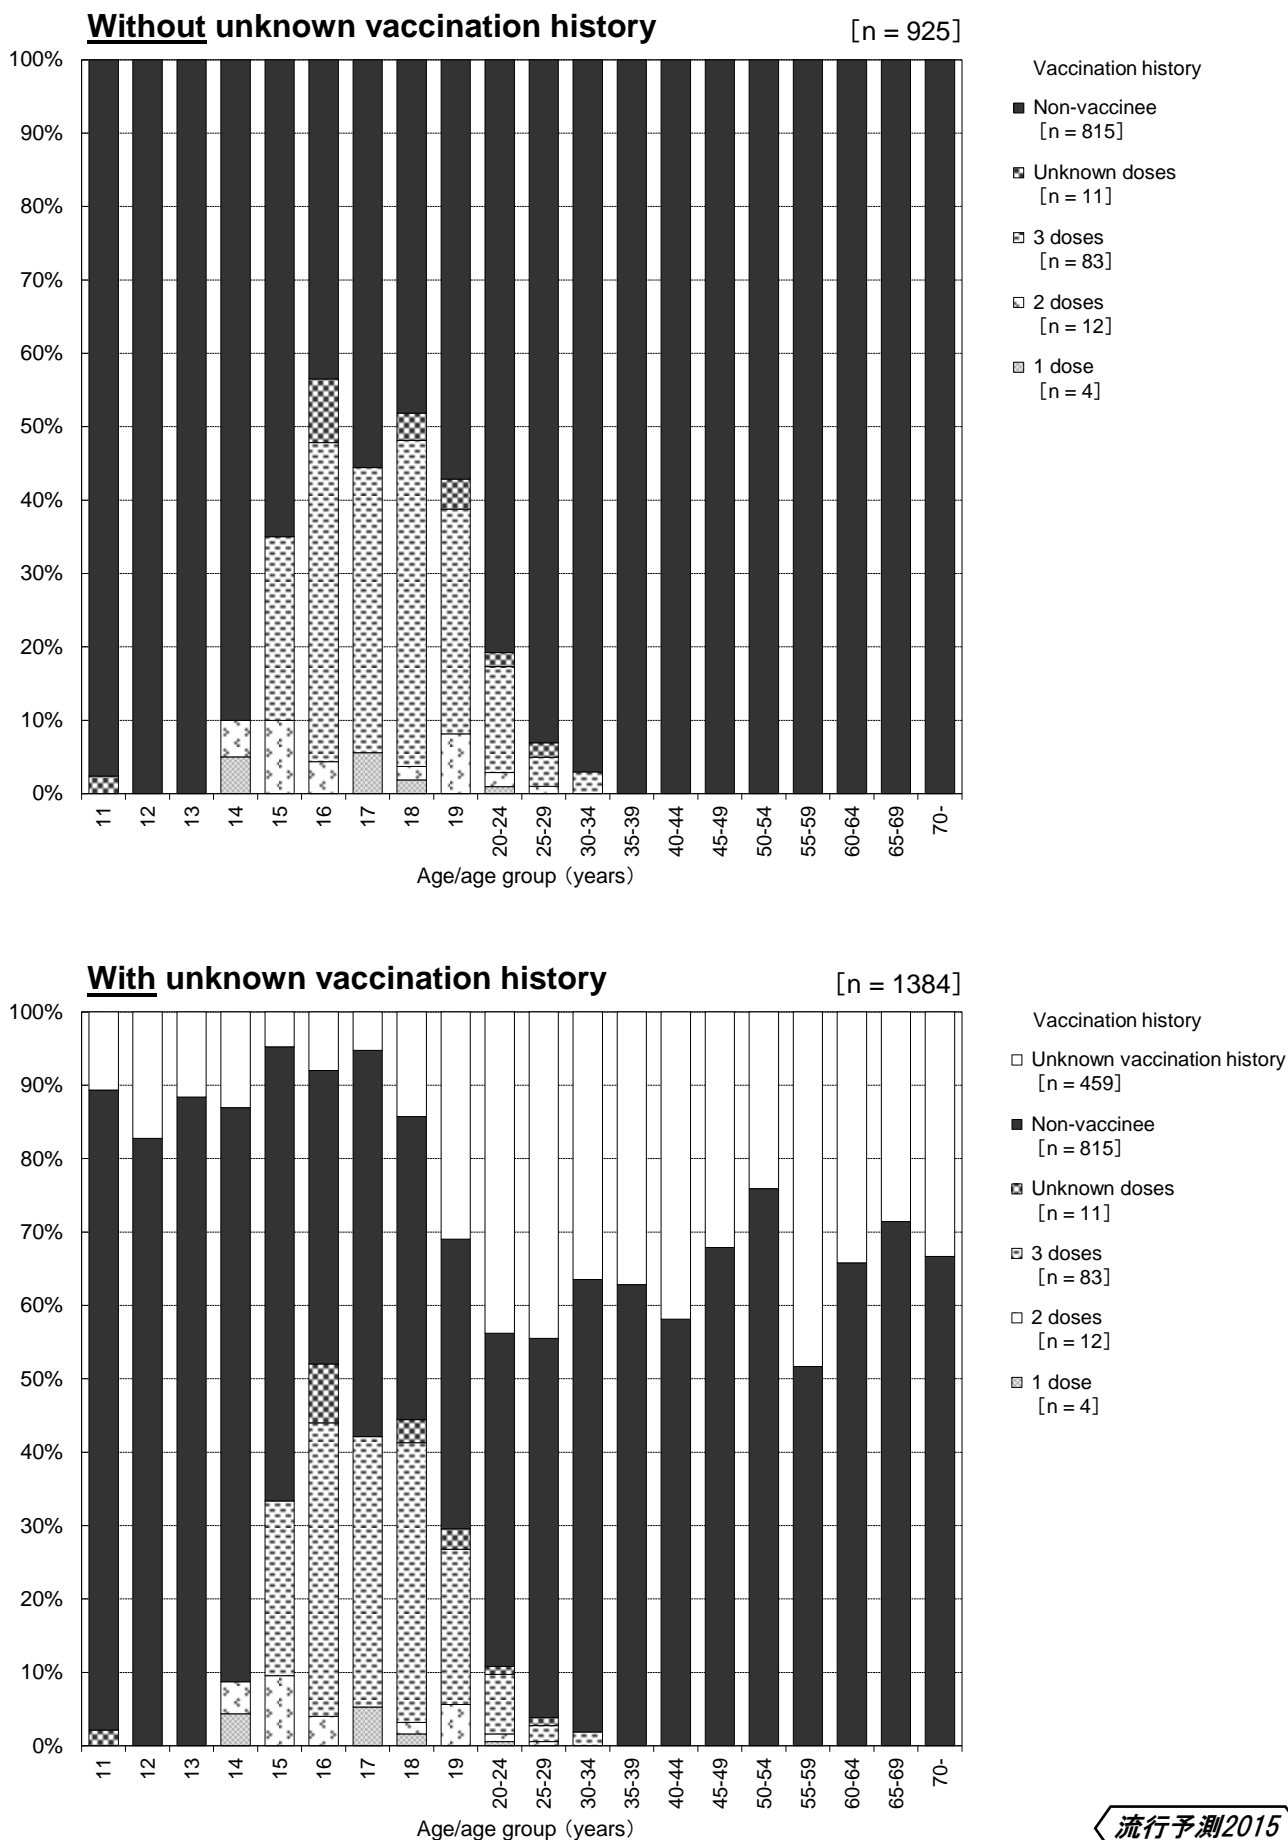 Without unknown vaccination history [n = 925]
100%
90%
80%
70%
60%
50%
40%
30%
20%
10%
0%
11 12 13 14 15 16 17 18 19 20-24 25-29 30-34 35-39 40-44 45-49 50-54 55-59 60-64 65-69 70-
Age/age group (years)
Vaccination history
Non-vaccinee
[n = 815]
Unknown doses
[n = 11]
3 doses
[n = 83]
2 doses
[n = 12]
1 dose
[n = 4]
With unknown vaccination history [n = 1384]
100%
90%
80%
70%
60%
50%
40%
30%
20%
10%
0%
11 12 13 14 15 16 17 18 19 20-24 25-29 30-34 35-39 40-44 45-49 50-54 55-59 60-64 65-69 70-
Age/age group (years)
Vaccination history
Unknown vaccination history
[n = 459]
Non-vaccinee
[n = 815]
Unknown doses
[n = 11]
3 doses
[n = 83]
2 doses
[n = 12]
1 dose
[n = 4]
流行予測2015